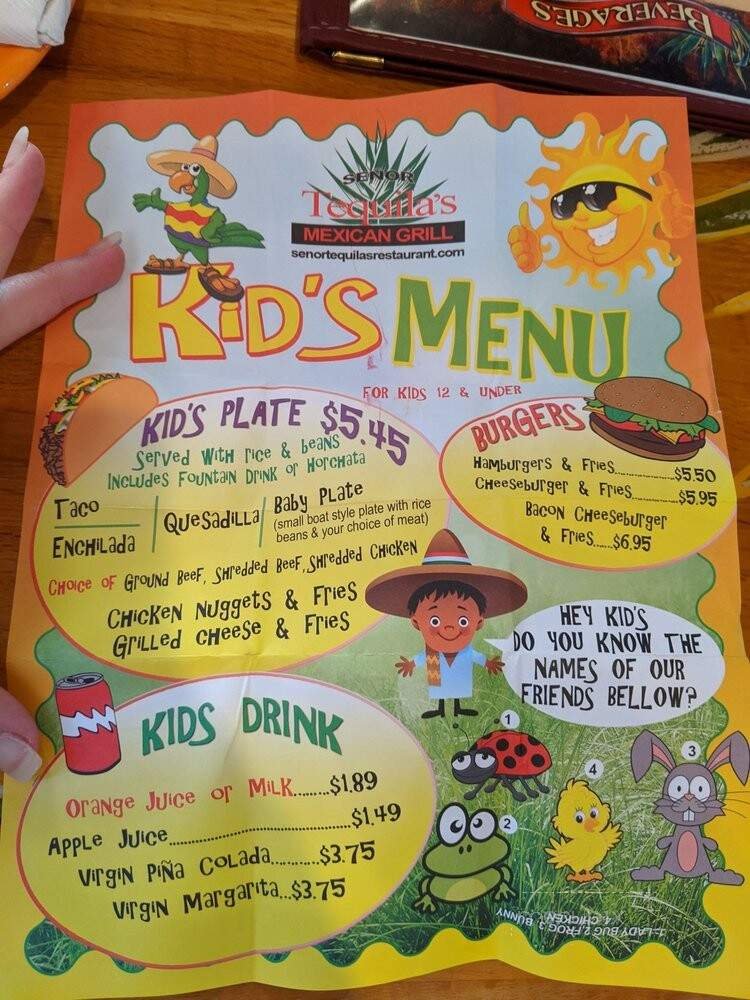 BEVERAGES
SENOR
Tequila's
MEXICAN GRILL
senortequilasrestaurant.com
KID'S MENU
FOR KIDS 12 & UNDER
KID'S PLATE $5.45
Served With rice & beans
Includes Fountain Drink or Horchata
Taco
Enchilada
Quesadilla
Baby Plate
(small boat style plate with rice
beans & your choice of meat)
Choice of Ground Beef, Shredded Beef, Shredded Chicken
Chicken Nuggets & Fries
Grilled cheese & Fries
BURGERS
Hamburgers & Fries..............$5.50
Cheeseburger & Fries...........$5.95
Bacon Cheeseburger
& Fries.....$6.95
HEY KID'S
DO YOU KNOW THE
NAMES OF OUR
FRIENDS BELLOW?
1
2
3
4
KIDS DRINK
Orange Juice or Milk........$1.89
Apple Juice.................................$1.49
Virgin Piña Colada...........$3.75
Virgin Margarita...$3.75
1. LADY BUG 2. FROG 3. BUNNY
4. CHICKEN